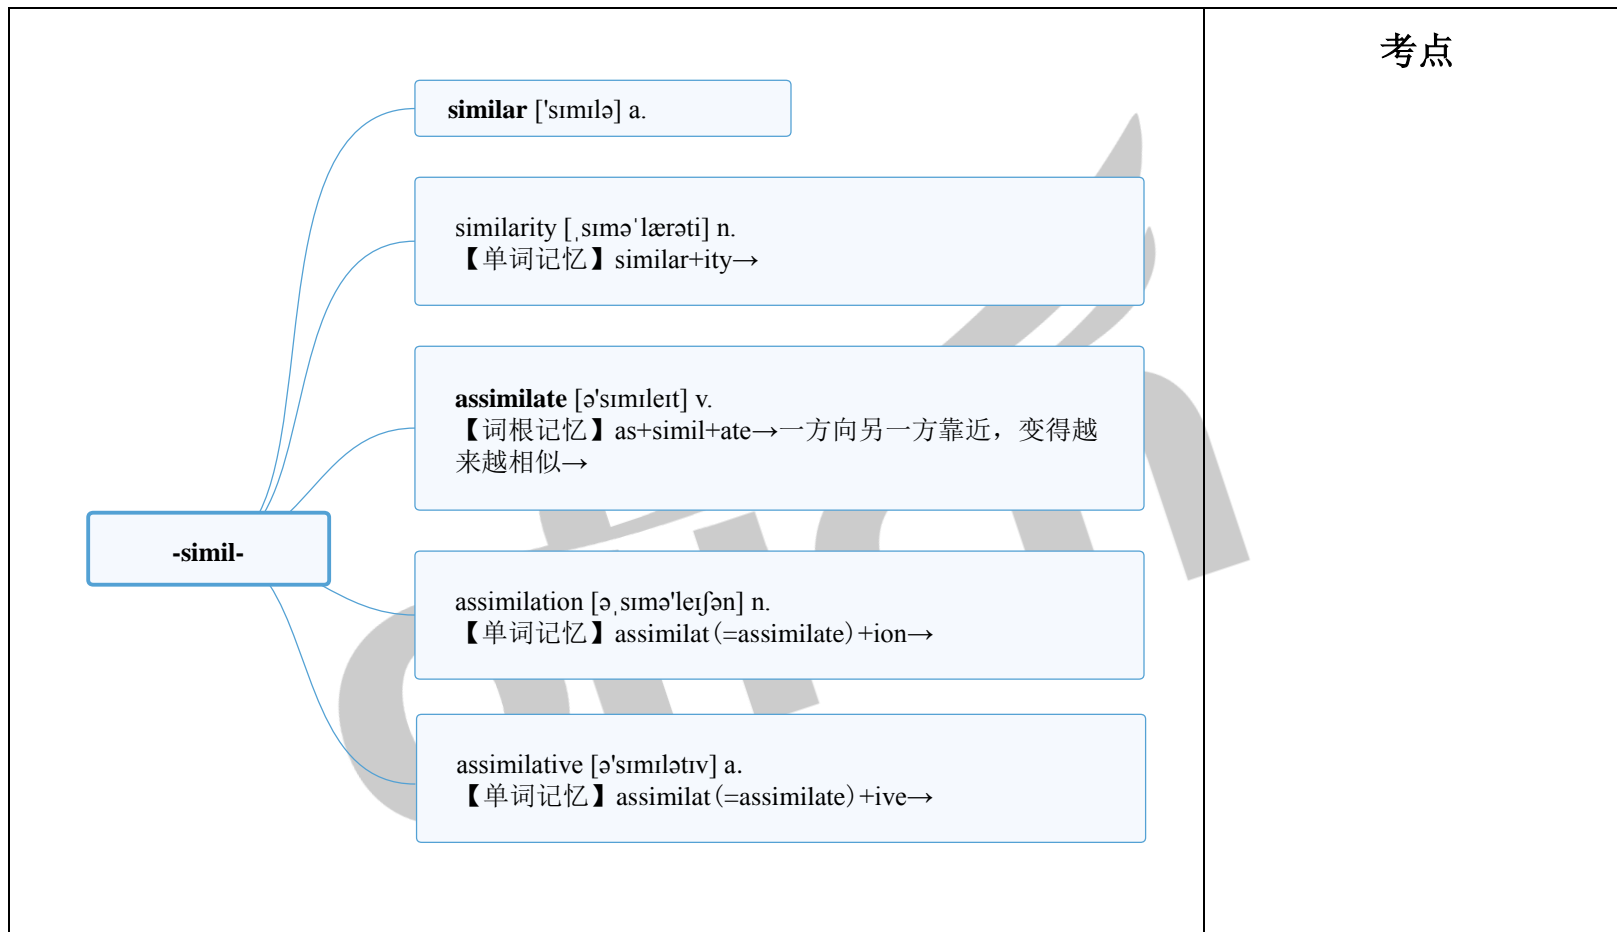 考点
similar ['sɪmɪlə] a.
similarity [ˌsɪməˈlærəti] n.
【单词记忆】similar+ity→
assimilate [ə'sɪmɪleɪt] v.
【词根记忆】as+simil+ate→一方向另一方靠近，变得越
来越相似→
-simil-
assimilation [əˌsɪmə'leɪʃən] n.
【单词记忆】assimilat（=assimilate）+ion→
assimilative [ə'sɪmɪlətɪv] a.
【单词记忆】assimilat（=assimilate）+ive→